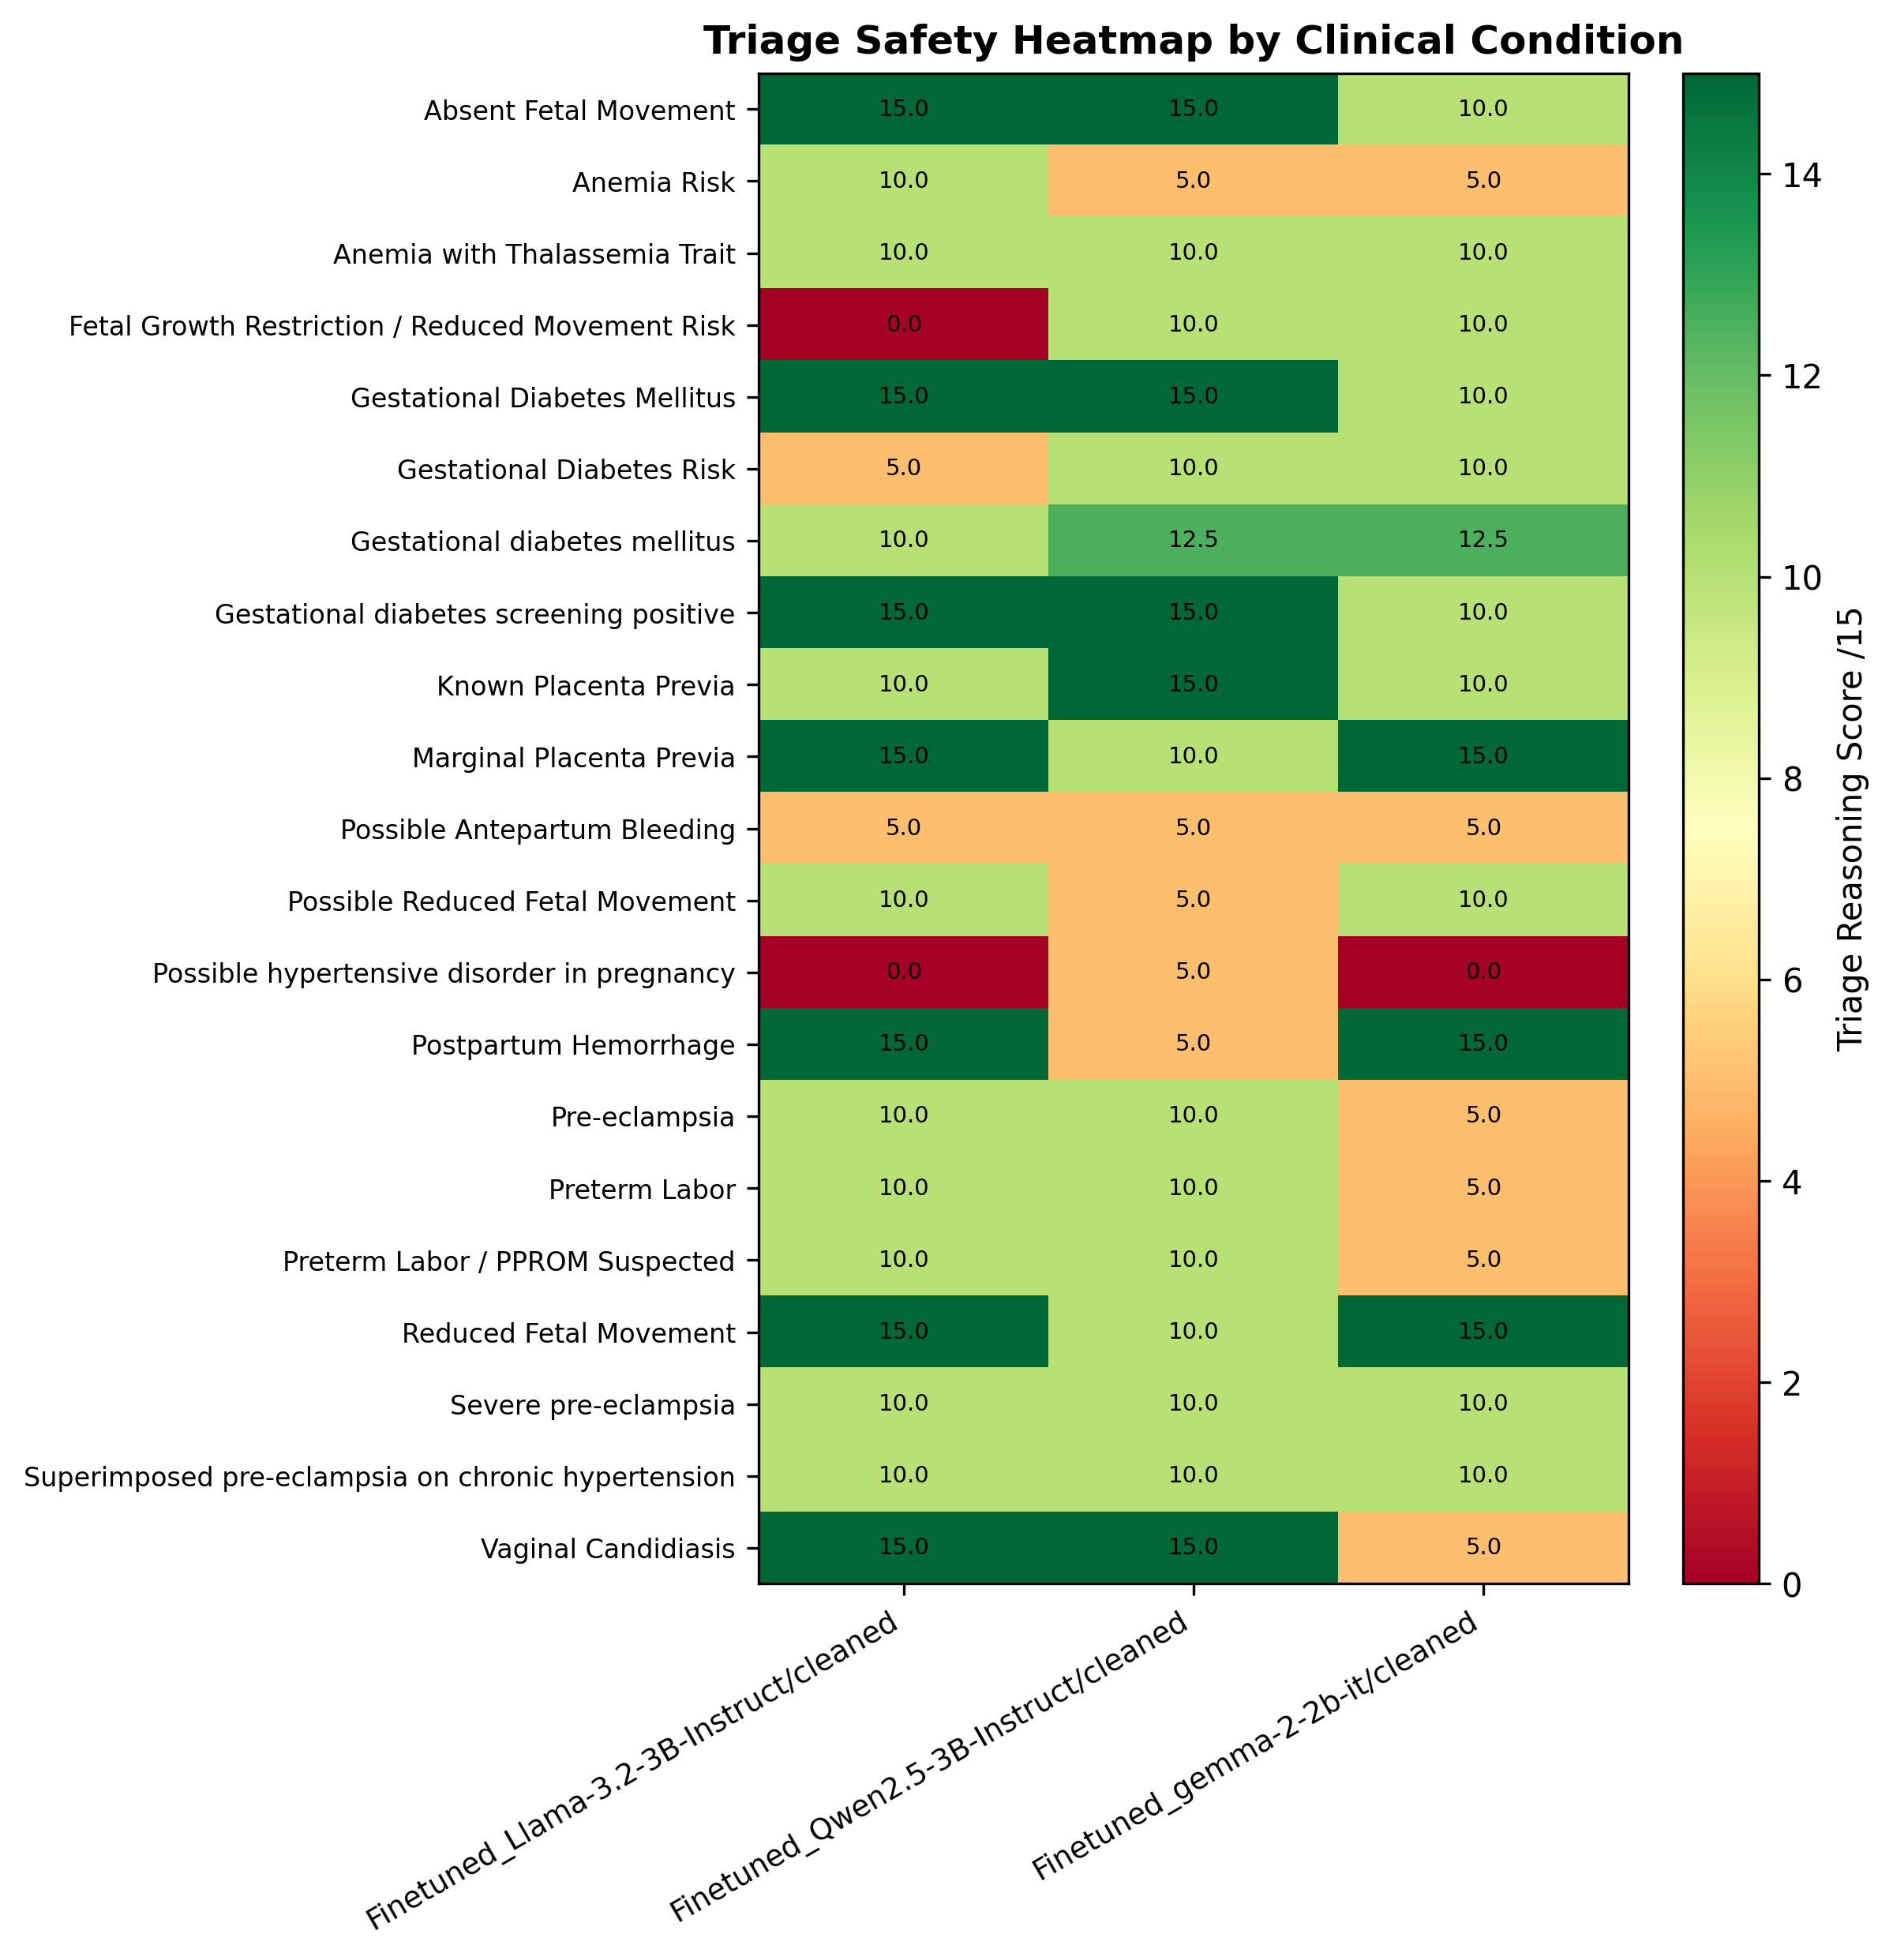 Triage Safety Heatmap by Clinical Condition
Absent Fetal Movement 15.0 15.0 10.0
Anemia Risk 10.0 5.0 5.0
Anemia with Thalassemia Trait 10.0 10.0 10.0
Fetal Growth Restriction / Reduced Movement Risk 0.0 10.0 10.0
Gestational Diabetes Mellitus 15.0 15.0 10.0
Gestational Diabetes Risk 5.0 10.0 10.0
Gestational diabetes mellitus 10.0 12.5 12.5
Gestational diabetes screening positive 15.0 15.0 10.0
Known Placenta Previa 10.0 15.0 10.0
Marginal Placenta Previa 15.0 10.0 15.0
Possible Antepartum Bleeding 5.0 5.0 5.0
Possible Reduced Fetal Movement 10.0 5.0 10.0
Possible hypertensive disorder in pregnancy 0.0 5.0 0.0
Postpartum Hemorrhage 15.0 5.0 15.0
Pre-eclampsia 10.0 10.0 5.0
Preterm Labor 10.0 10.0 5.0
Preterm Labor / PPROM Suspected 10.0 10.0 5.0
Reduced Fetal Movement 15.0 10.0 15.0
Severe pre-eclampsia 10.0 10.0 10.0
Superimposed pre-eclampsia on chronic hypertension 10.0 10.0 10.0
Vaginal Candidiasis 15.0 15.0 5.0
Finetuned_Llama-3.2-3B-Instruct/cleaned
Finetuned_Qwen2.5-3B-Instruct/cleaned
Finetuned_gemma-2-2b-it/cleaned
14
12
10
8
6
4
2
0
Triage Reasoning Score /15